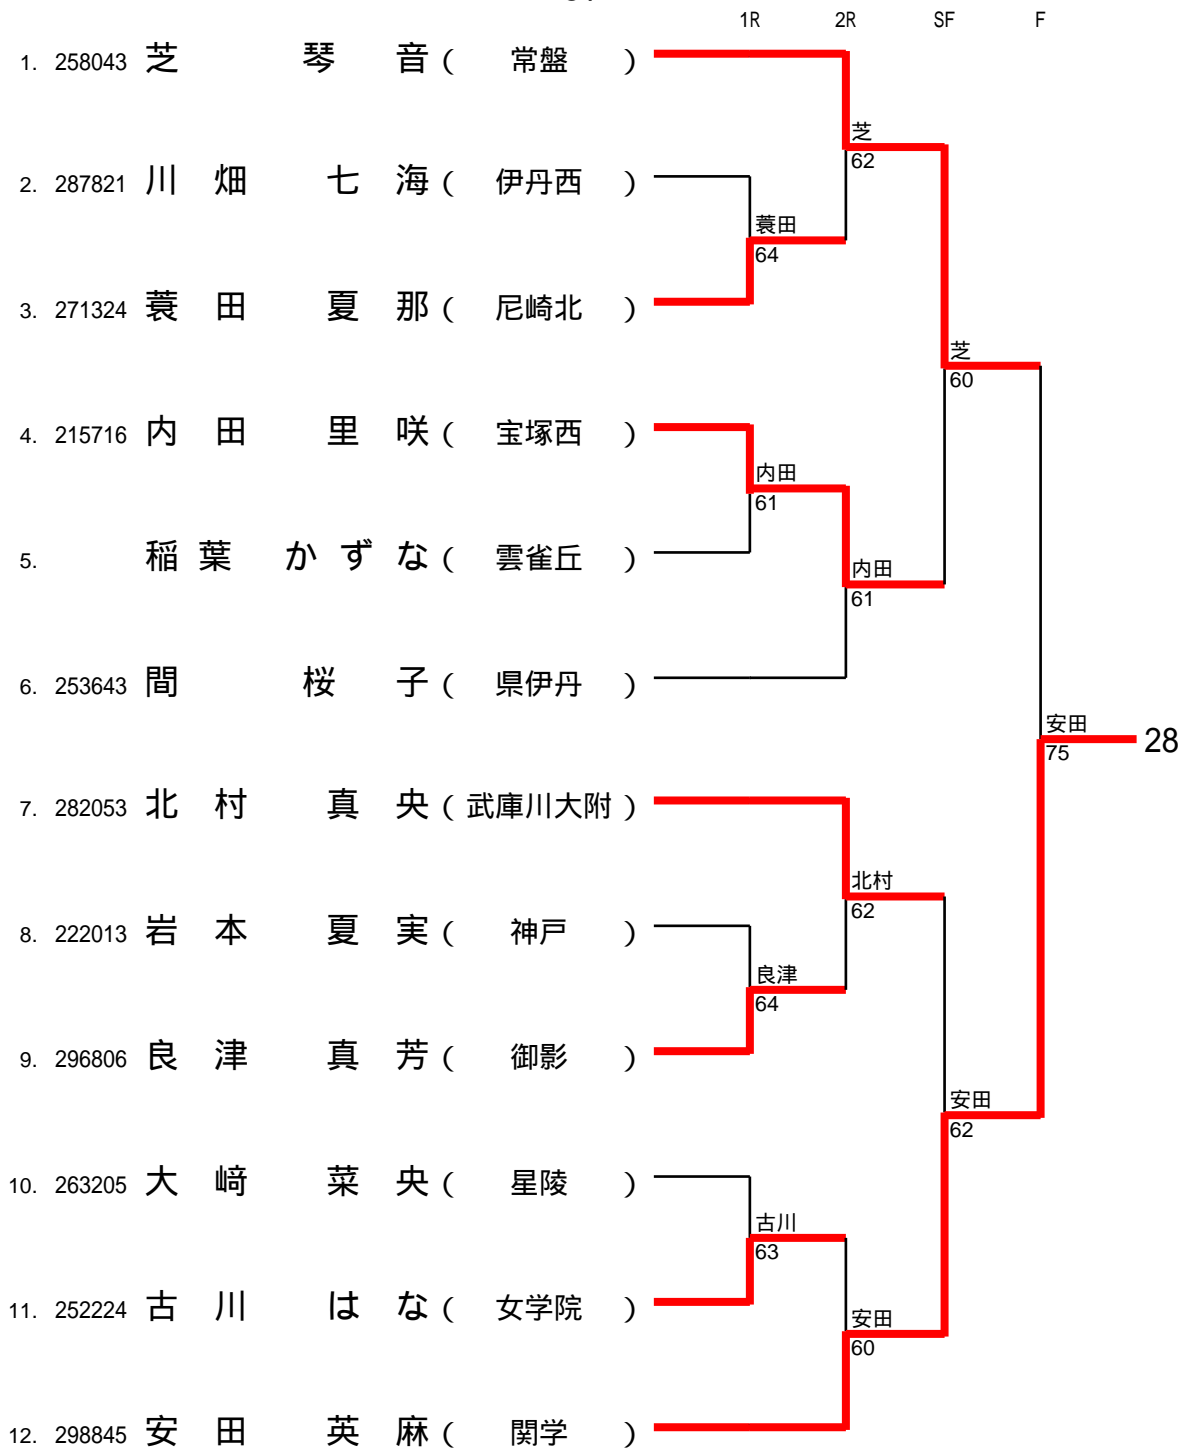 1R 2R SF F
1. 258043 芝 琴 音 ( 常盤 )
芝
62
2. 287821 川 畑 七 海 ( 伊丹西 )
蓑田
64
3. 271324 蓑 田 夏 那 ( 尼崎北 )
芝
60
4. 215716 内 田 里 咲 ( 宝塚西 )
内田
61
5. 稲 葉 か ず な ( 雲雀丘 )
内田
61
6. 253643 間 桜 子 ( 県伊丹 )
安田
75
28
7. 282053 北 村 真 央 ( 武庫川大附 )
北村
62
8. 222013 岩 本 夏 実 ( 神戸 )
良津
64
9. 296806 良 津 真 芳 ( 御影 )
安田
62
10. 263205 大 﨑 菜 央 ( 星陵 )
古川
63
11. 252224 古 川 は な ( 女学院 )
安田
60
12. 298845 安 田 英 麻 ( 関学 )